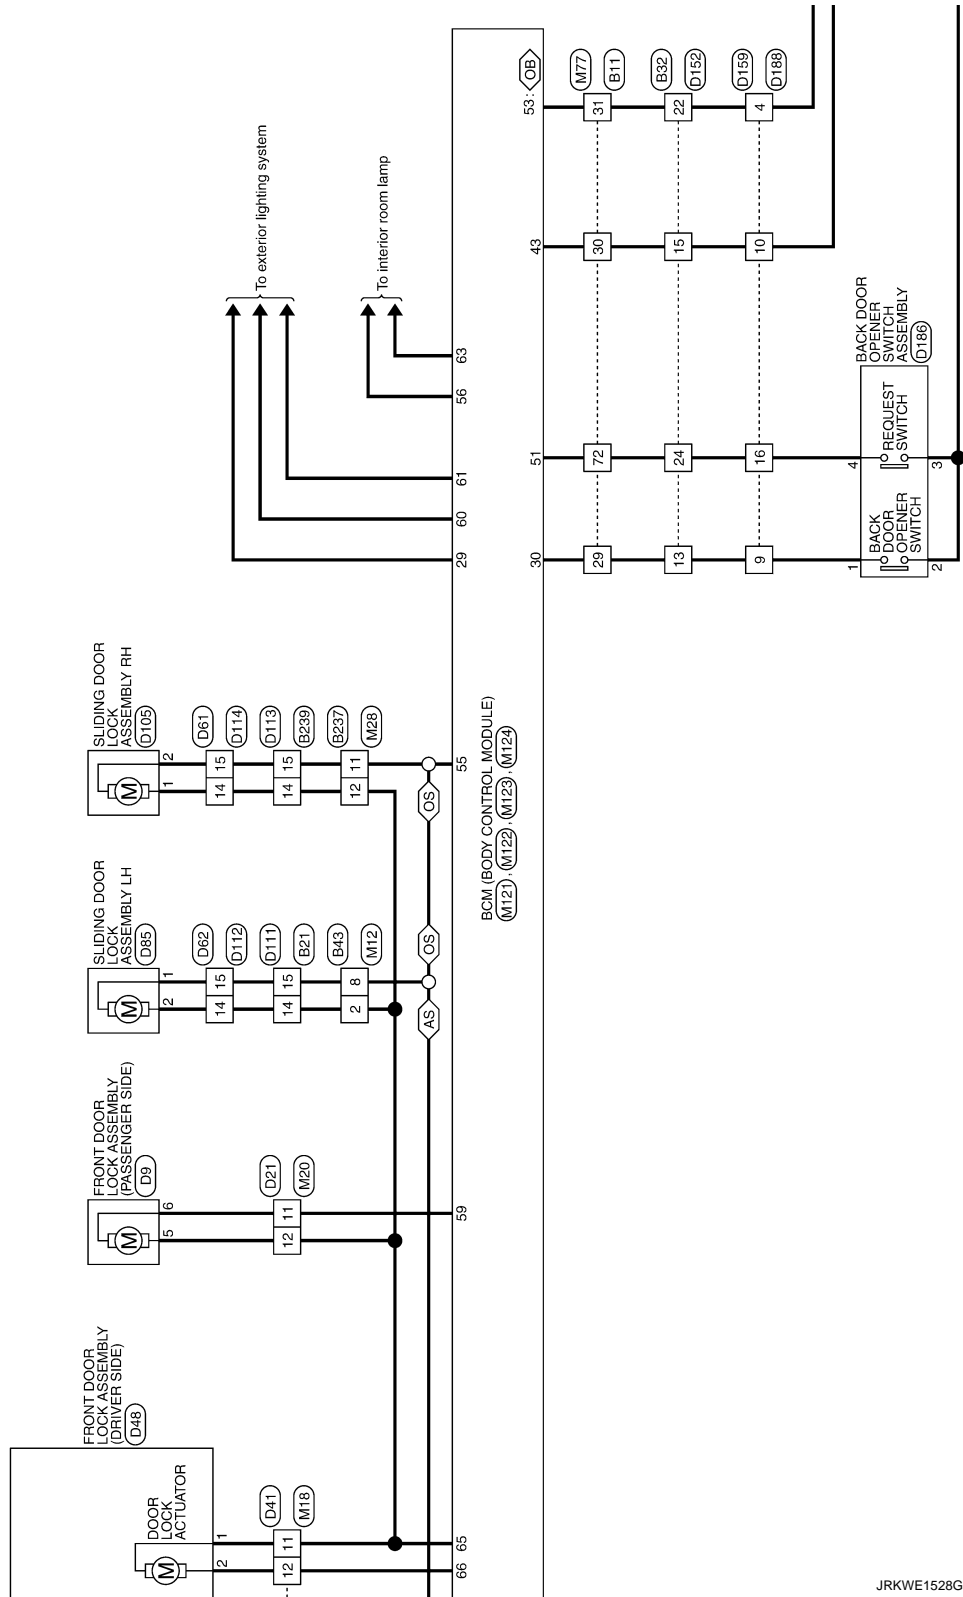 FRONT DOOR
LOCK ASSEMBLY
(DRIVER SIDE)
D48
DOOR
LOCK
ACTUATOR
M
2
1
D41
M18
12
11
66
65
FRONT DOOR
LOCK ASSEMBLY
(PASSENGER SIDE)
D9
M
5
6
D21
M20
12
11
59
SLIDING DOOR
LOCK
ASSEMBLY LH
D85
M
2
1
D62
D112
14
15
D111
B21
14
15
B43
M12
2
8
AS
OS
SLIDING DOOR
LOCK
ASSEMBLY RH
D105
M
1
2
D61
D114
14
15
D113
B239
14
15
B237
M28
12
11
OS
55
To exterior lighting system
29
60
61
To interior room lamp
56
63
BCM (BODY CONTROL MODULE)
M121 , M122 , M123 , M124
30
51
43
53 : OB
M77
B11
29
72
30
31
B32
D152
13
24
15
22
D159
D188
9
16
10
4
BACK DOOR
OPENER
SWITCH
ASSEMBLY
D186
1
4
BACK
DOOR
OPENER
SWITCH
REQUEST
SWITCH
2
3
JRKWE1528G